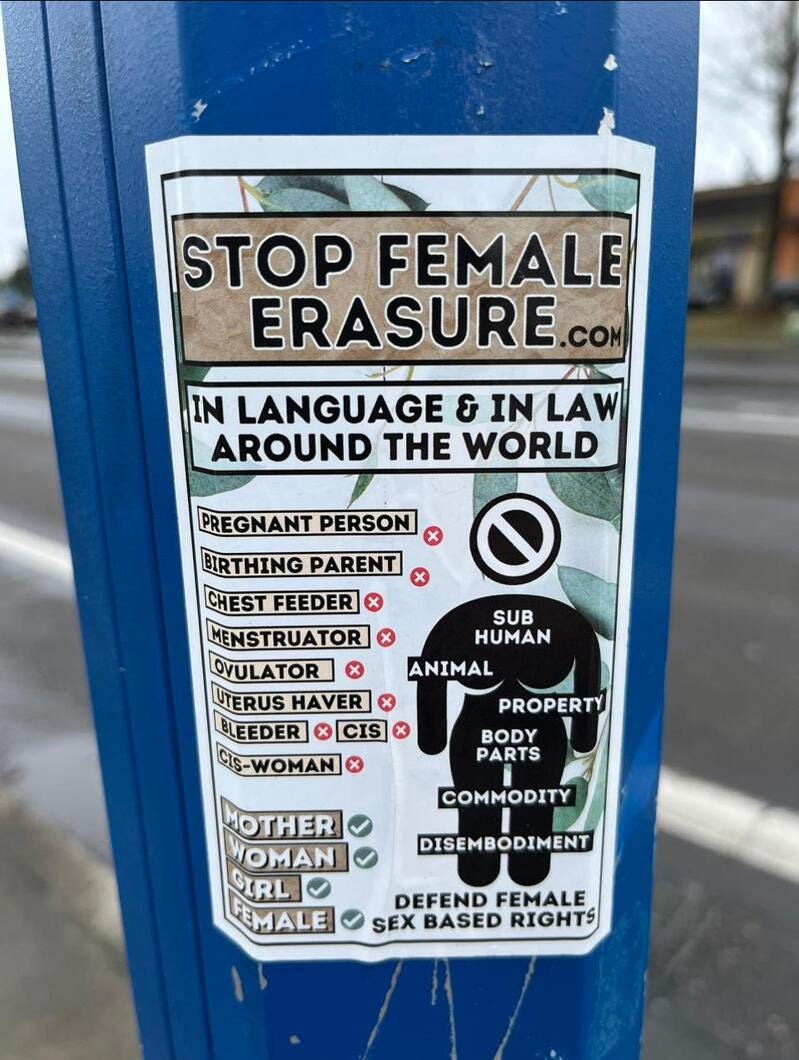 STOP FEMALE
ERASURE.COM
IN LANGUAGE & IN LAW
AROUND THE WORLD
PREGNANT PERSON
BIRTHING PARENT
CHEST FEEDER
MENSTRUATOR
OVULATOR
UTERUS HAVER
BLEEDER CIS
CIS-WOMAN
MOTHER
WOMAN
GIRL
FEMALE
SUB
HUMAN
ANIMAL
PROPERTY
BODY
PARTS
COMMODITY
DISEMBODIMENT
DEFEND FEMALE
SEX BASED RIGHTS